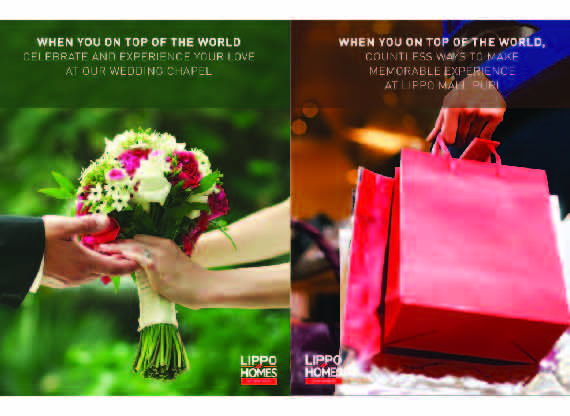 WHEN YOU ON TOP OF THE WORLD
CELEBRATE AND EXPERIENCE YOUR LOVE
AT OUR WEDDING CHAPEL
LIPPO
HOMES
WHEN YOU ON TOP OF THE WORLD,
COUNTLESS WAYS TO MAKE
MEMORABLE EXPERIENCE
AT LIPPO MALL PURI
LIPPO
HOMES